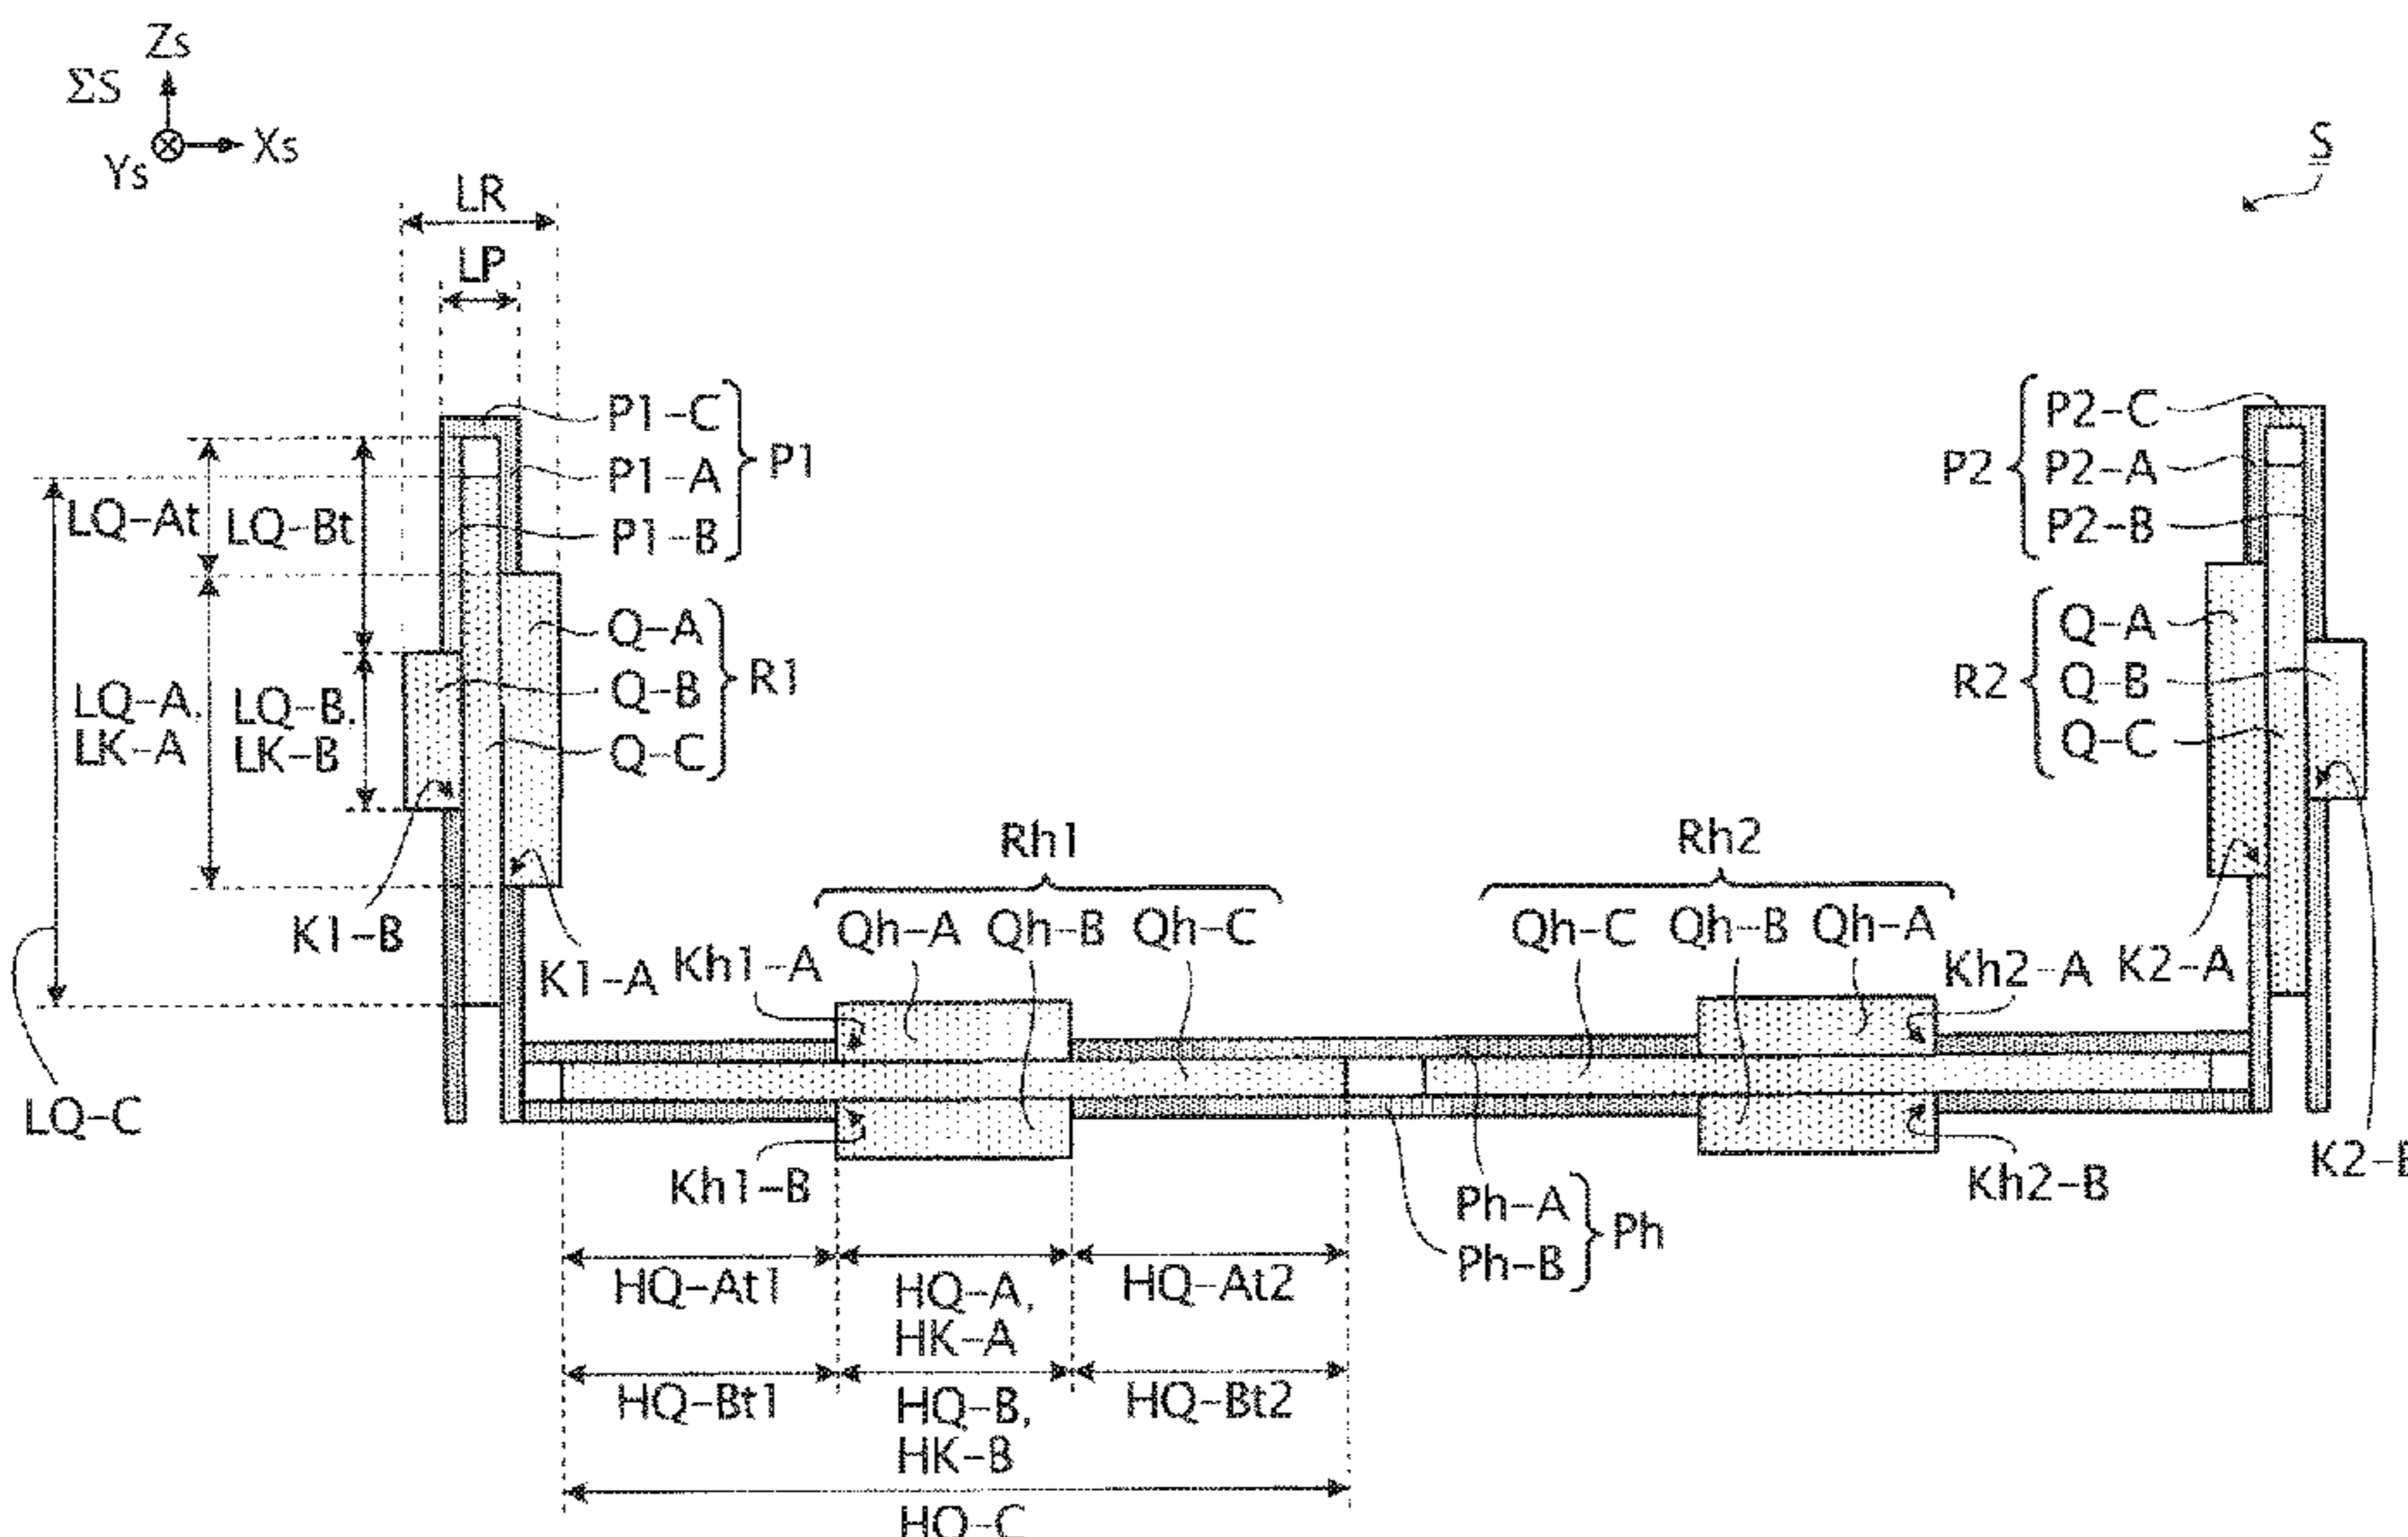 Zs
ΣS
Xs
Ys
S
LR
LP
P1-C
P1-A
P1-B
P1
P2
P2-C
P2-A
P2-B
LQ-At
LQ-Bt
Q-A
Q-B
Q-C
R1
R2
Q-A
Q-B
Q-C
LQ-A,
LK-A
LQ-B,
LK-B
Rh1
Rh2
K1-B
K1-A
Kh1-A
Qh-A
Qh-B
Qh-C
Qh-C
Qh-B
Qh-A
Kh2-A
K2-A
LQ-C
Kh1-B
Kh2-B
K2-B
Ph-A
Ph-B
Ph
HQ-At1
HQ-A,
HK-A
HQ-At2
HQ-Bt1
HQ-B,
HK-B
HQ-Bt2
HQ-C